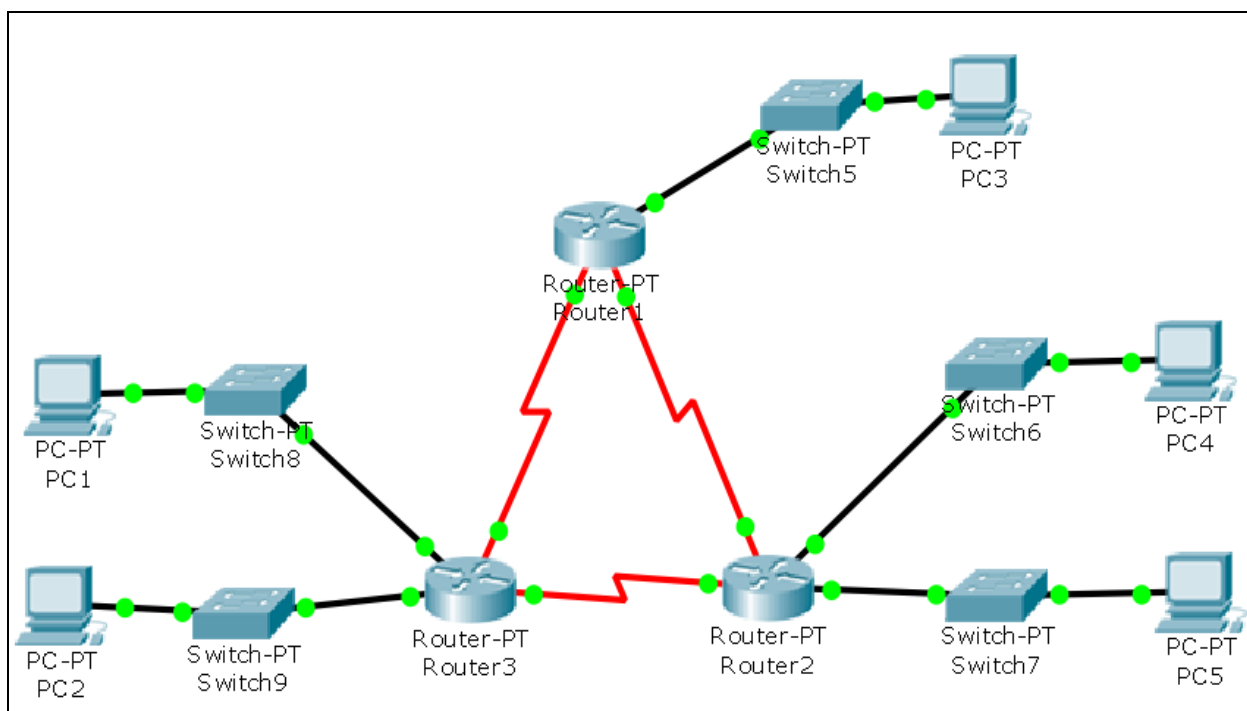 Switch-PT
Switch5
PC-PT
PC3
Router-PT
Router1
PC-PT
PC1
Switch-PT
Switch8
Switch-PT
Switch6
PC-PT
PC4
PC-PT
PC2
Switch-PT
Switch9
Router-PT
Router3
Router-PT
Router2
Switch-PT
Switch7
PC-PT
PC5